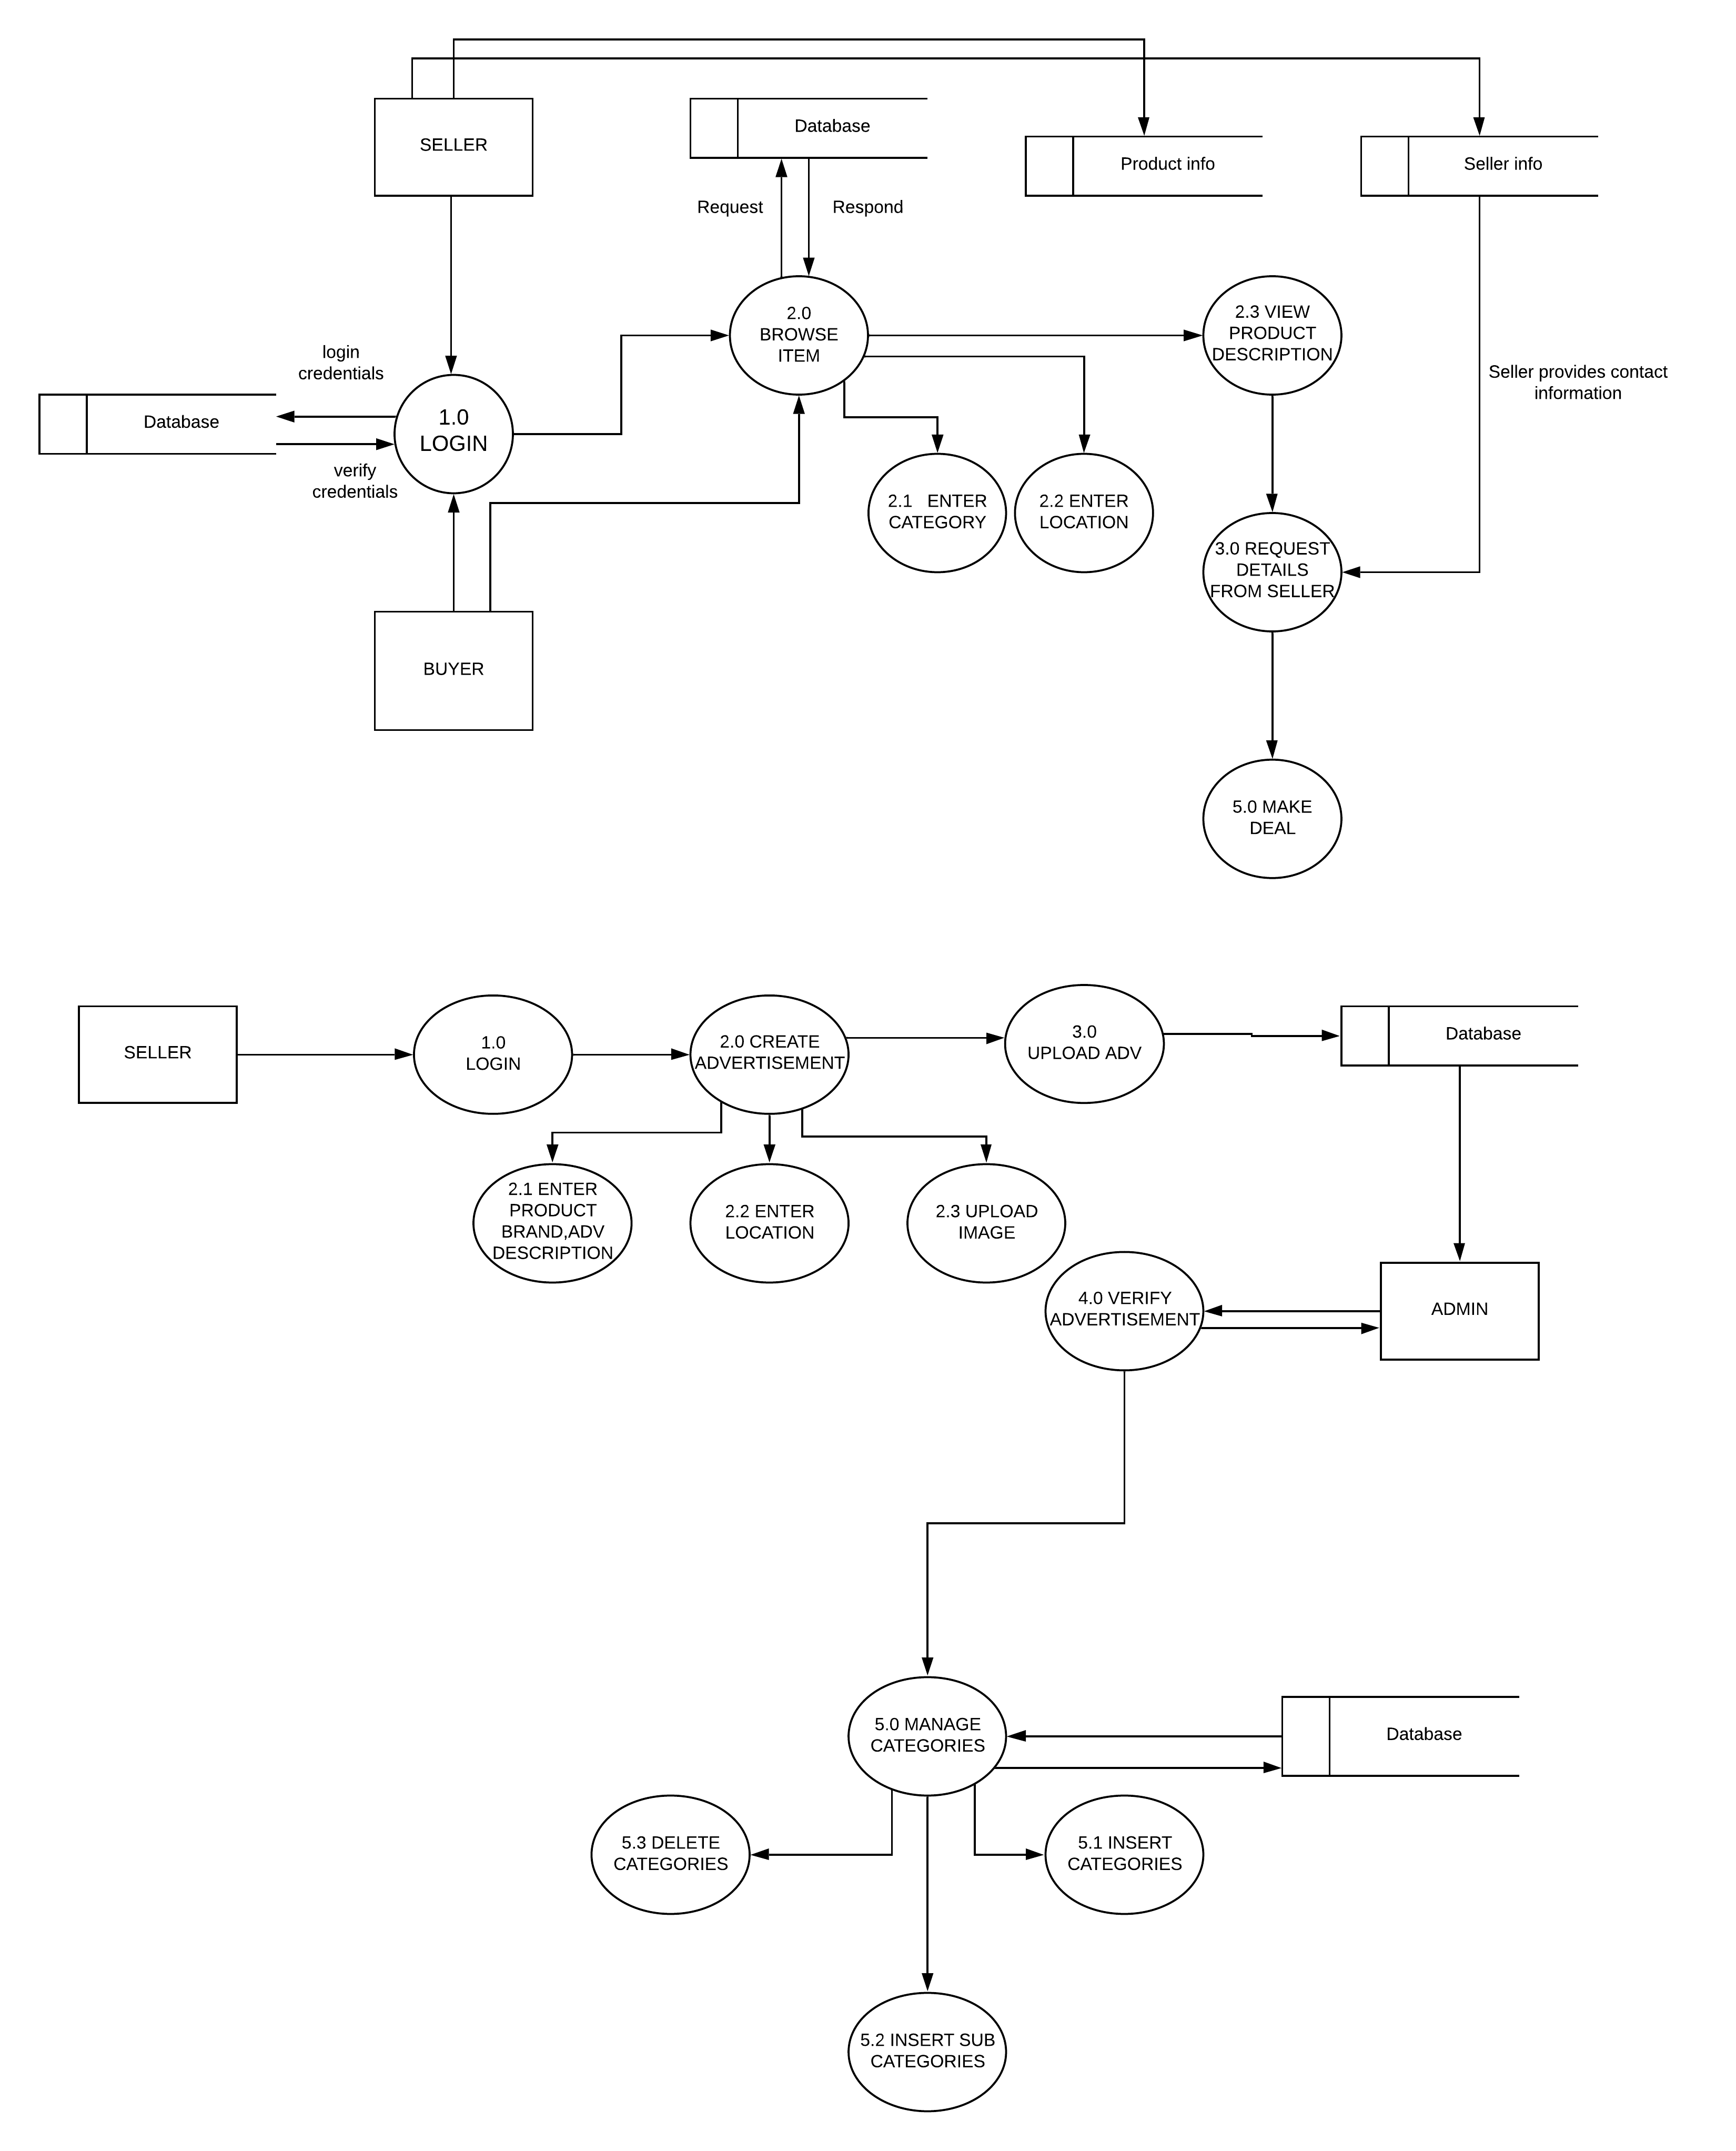 SELLER
Database
Product info
Seller info
Request
Respond
2.0
BROWSE
ITEM
2.3 VIEW
PRODUCT
DESCRIPTION
login
credentials
Seller provides contact
information
Database
1.0
LOGIN
verify
credentials
2.1 ENTER
CATEGORY
2.2 ENTER
LOCATION
3.0 REQUEST
DETAILS
FROM SELLER
BUYER
5.0 MAKE
DEAL
SELLER
1.0
LOGIN
2.0 CREATE
ADVERTISEMENT
3.0
UPLOAD ADV
Database
2.1 ENTER
PRODUCT
BRAND,ADV
DESCRIPTION
2.2 ENTER
LOCATION
2.3 UPLOAD
IMAGE
4.0 VERIFY
ADVERTISEMENT
ADMIN
5.0 MANAGE
CATEGORIES
Database
5.3 DELETE
CATEGORIES
5.1 INSERT
CATEGORIES
5.2 INSERT SUB
CATEGORIES